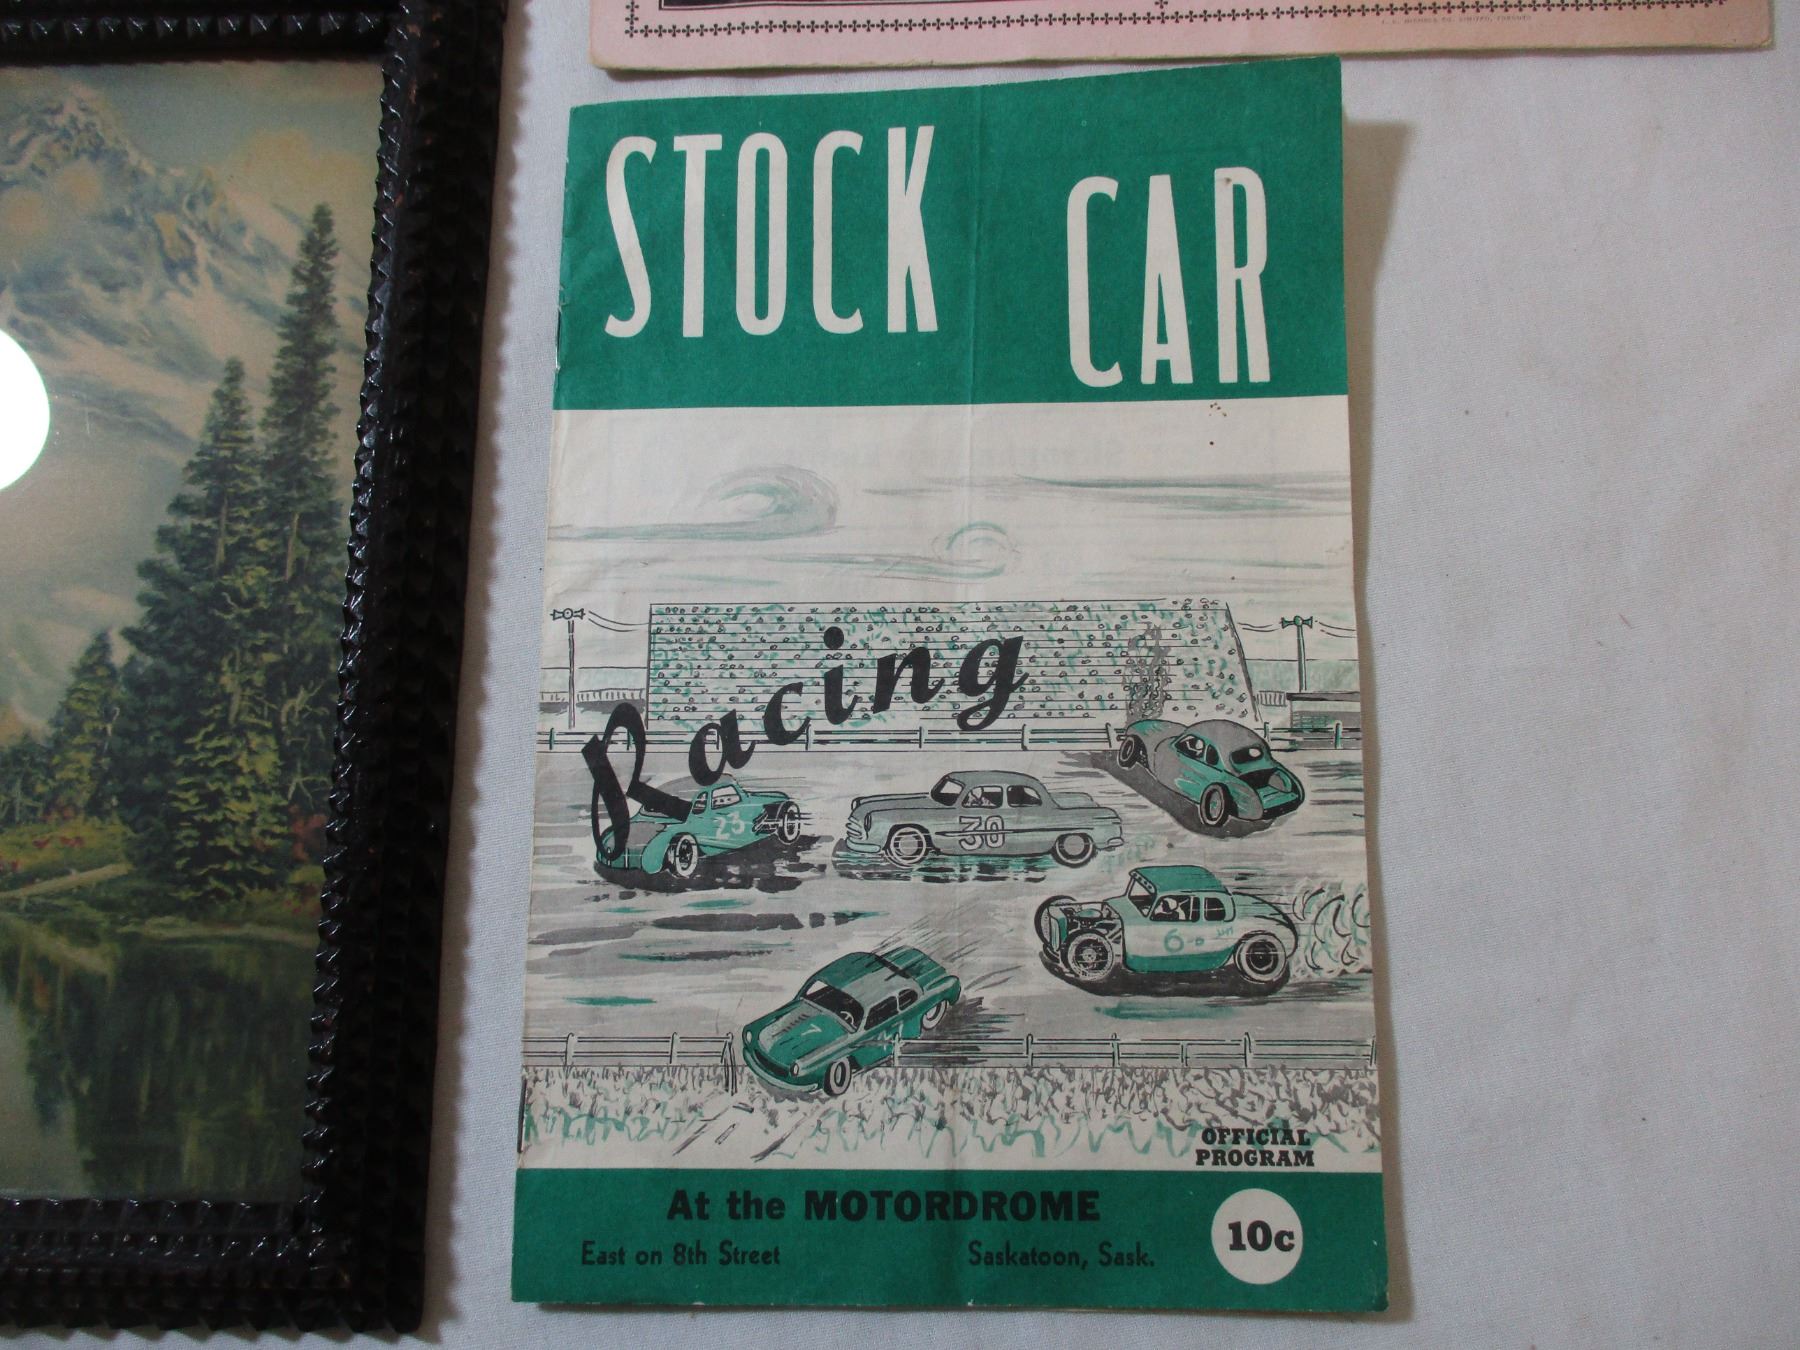 STOCK CAR
Racing
23
30
6
7
OFFICIAL
PROGRAM
At the MOTORDROME
10c
East on 8th Street Saskatoon, Sask.